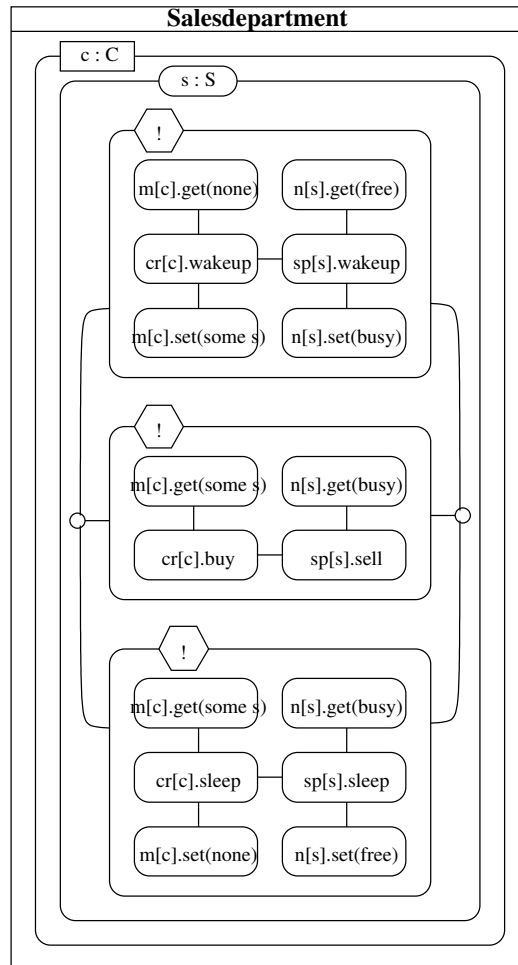 Salesdepartment
c : C
s : S
!
m[c].get(none) n[s].get(free)
cr[c].wakeup sp[s].wakeup
m[c].set(some s) n[s].set(busy)
!
m[c].get(some s) n[s].get(busy)
cr[c].buy sp[s].sell
!
m[c].get(some s) n[s].get(busy)
cr[c].sleep sp[s].sleep
m[c].set(none) n[s].set(free)